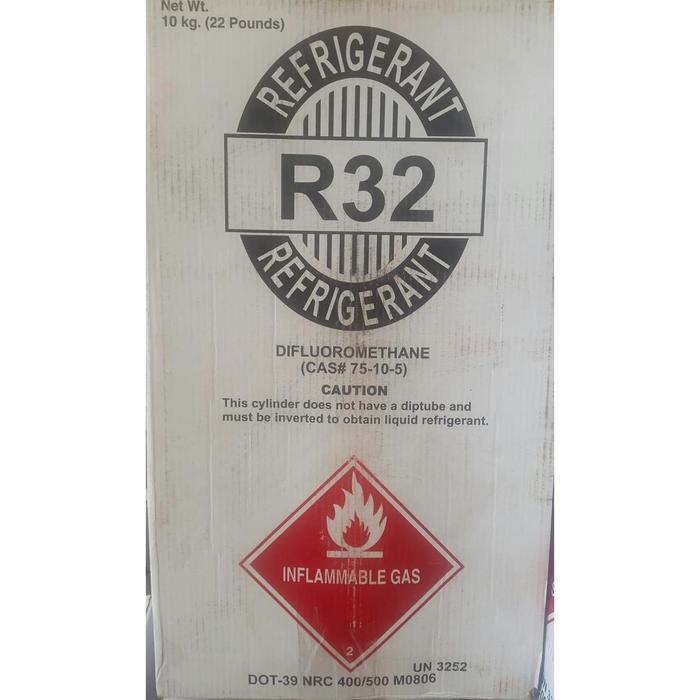 Net Wt.
10 kg. (22 Pounds)
REFRIGERANT
R32
REFRIGERANT
DIFLUOROMETHANE
(CAS# 75-10-5)
CAUTION
This cylinder does not have a diptube and
must be inverted to obtain liquid refrigerant.
INFLAMMABLE GAS
2
UN 3252
DOT-39 NRC 400/500 M0806